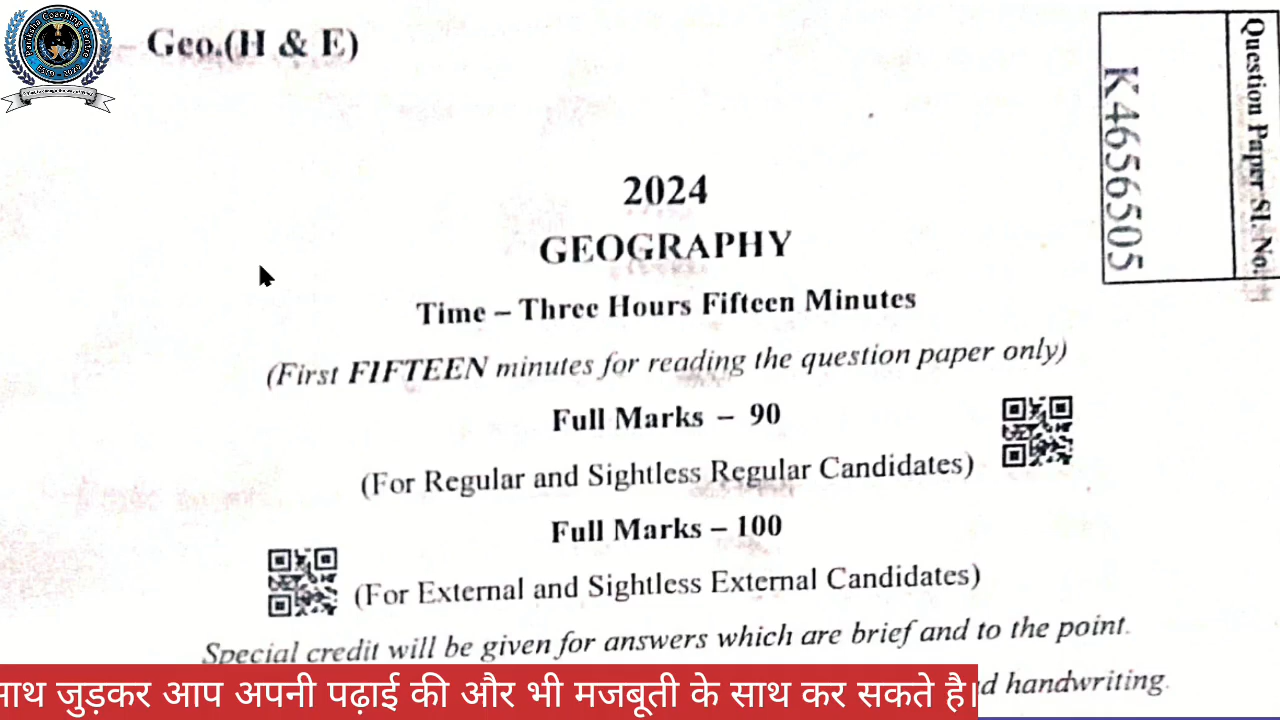 Geo.(H & E)
Question Paper Sl. No.
K4656505
2024
GEOGRAPHY
Time – Three Hours Fifteen Minutes
(First FIFTEEN minutes for reading the question paper only)
Full Marks – 90
(For Regular and Sightless Regular Candidates)
Full Marks – 100
(For External and Sightless External Candidates)
Special credit will be given for answers which are brief and to the point.
handwriting.
साथ जुड़कर आप अपनी पढ़ाई की और भी मजबूती के साथ कर सकते है।